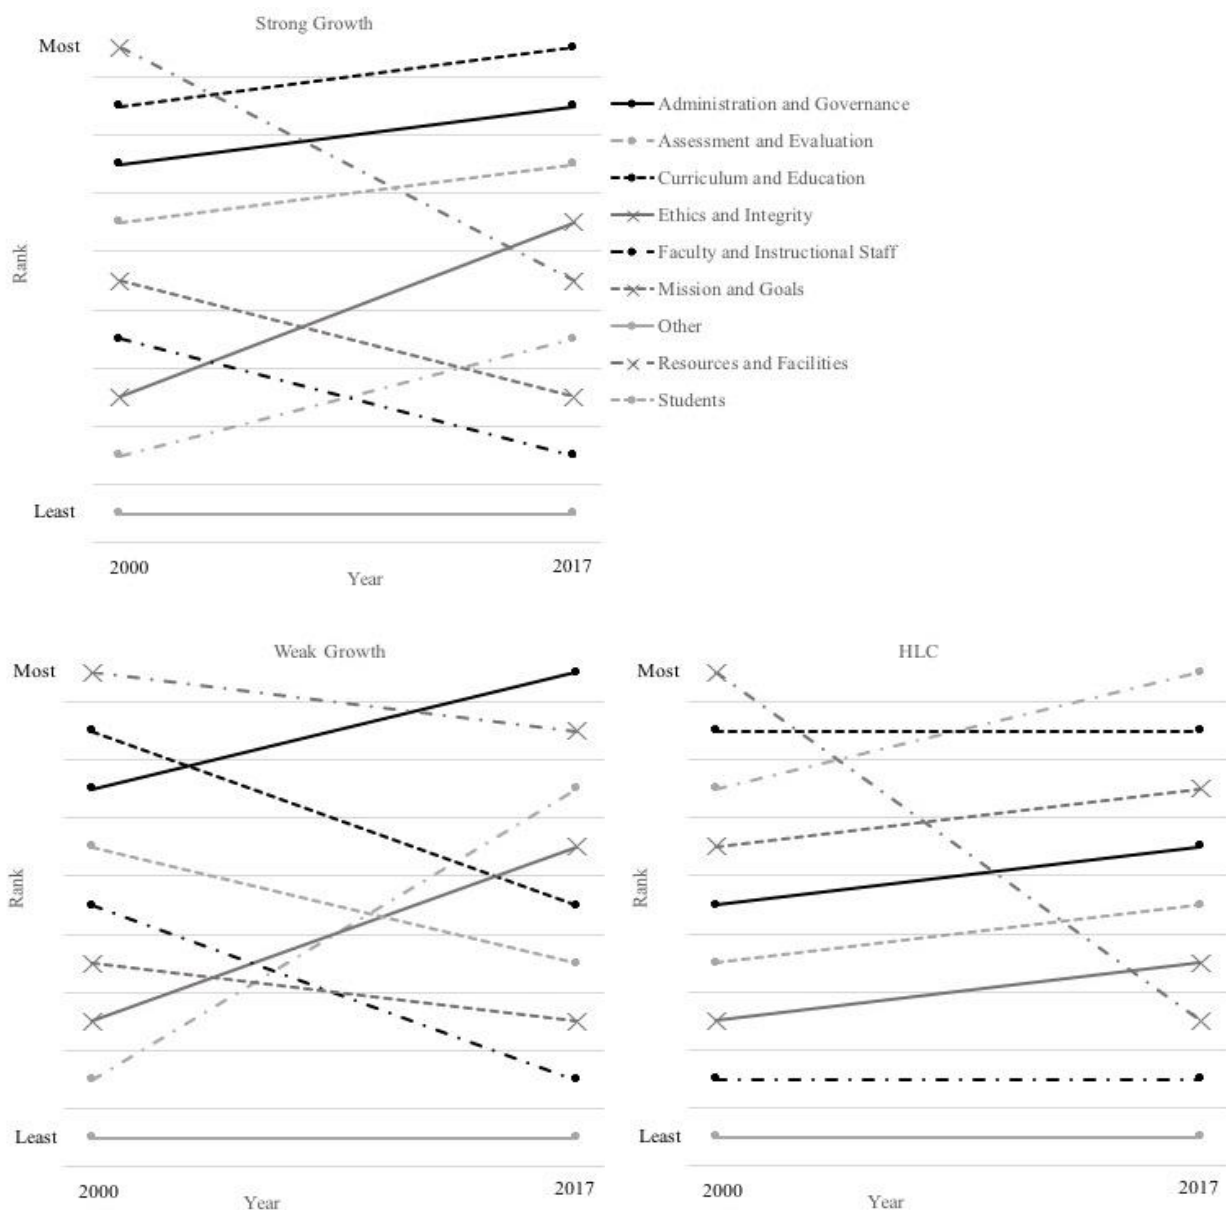 Strong Growth
Most
Administration and Governance
Assessment and Evaluation
Curriculum and Education
Ethics and Integrity
Faculty and Instructional Staff
Mission and Goals
Other
Resources and Facilities
Students
Rank
Least
2000
2017
Year
Weak Growth
Most
Rank
Least
2000
2017
Year
HLC
Most
Rank
Least
2000
2017
Year